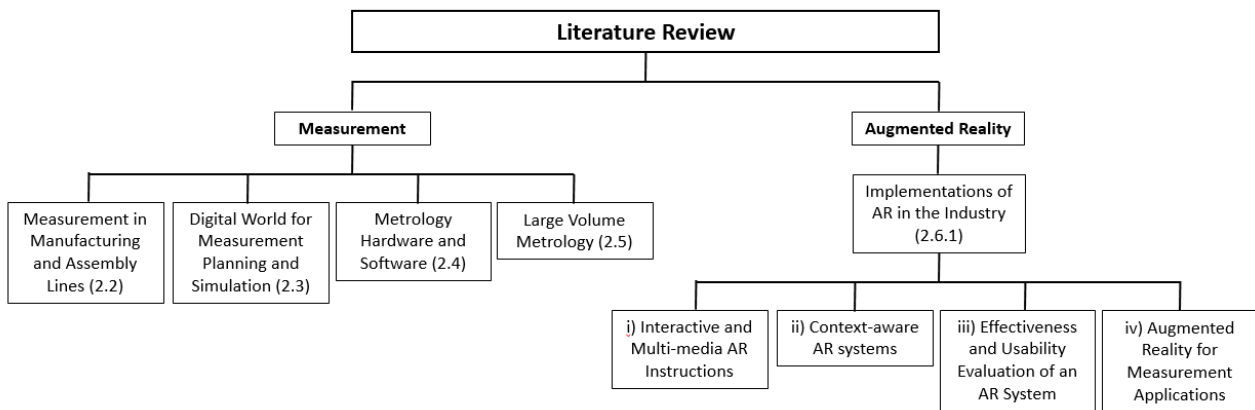 Literature Review
Measurement
Augmented Reality
Measurement in
Manufacturing
and Assembly
Lines (2.2)
Digital World for
Measurement
Planning and
Simulation (2.3)
Metrology
Hardware and
Software (2.4)
Large Volume
Metrology (2.5)
Implementations of
AR in the Industry
(2.6.1)
i) Interactive and
Multi-media AR
Instructions
ii) Context-aware
AR systems
iii) Effectiveness
and Usability
Evaluation of an
AR System
iv) Augmented
Reality for
Measurement
Applications